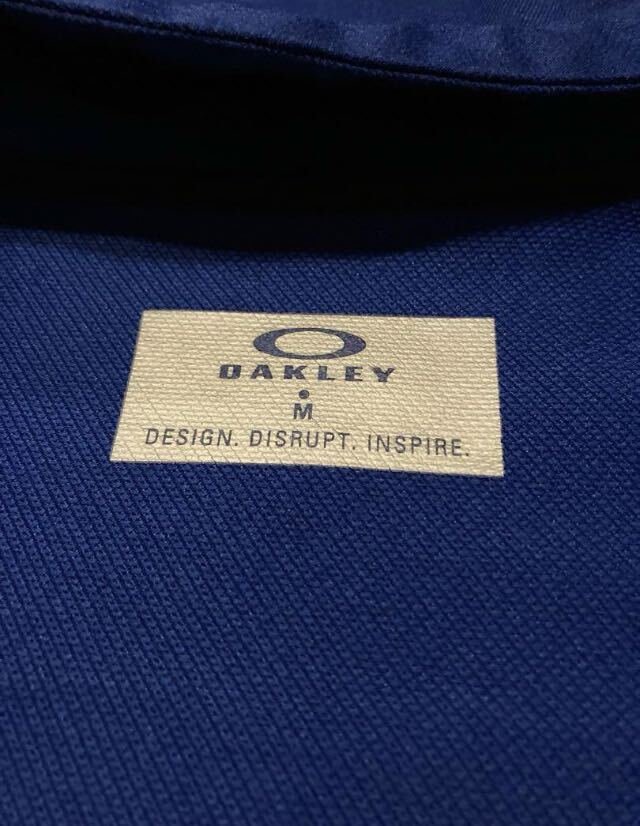 OAKLEY
M
DESIGN. DISRUPT. INSPIRE.